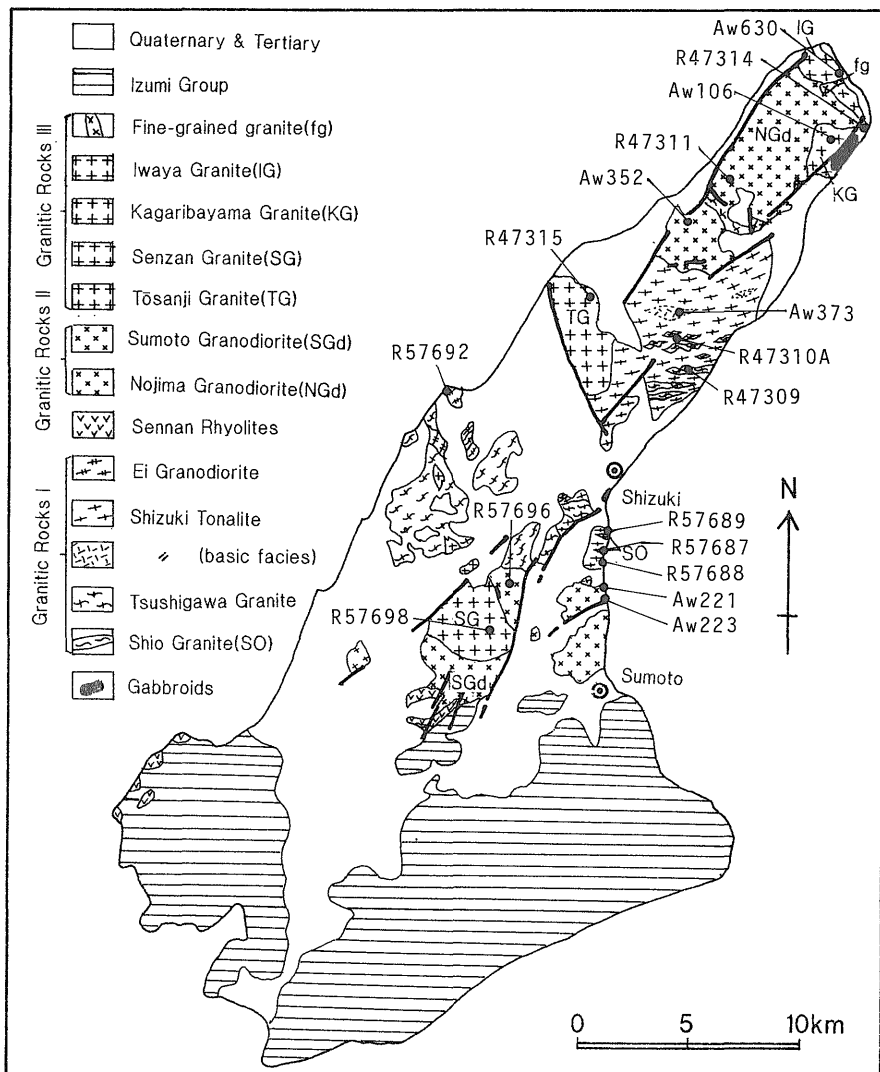 Quaternary & Tertiary
Izumi Group
Granitic Rocks III
Fine-grained granite(fg)
Iwaya Granite(IG)
Kagaribayama Granite(KG)
Senzan Granite(SG)
Tōsanji Granite(TG)
Granitic Rocks II
Sumoto Granodiorite(SGd)
Nojima Granodiorite(NGd)
Sennan Rhyolites
Granitic Rocks I
Ei Granodiorite
Shizuki Tonalite
(basic facies)
Tsushigawa Granite
Shio Granite(SO)
Gabbroids
Aw630
IG
R47314
fg
Aw106
NGd
R47311
KG
Aw352
R47315
TG
Aw373
R57692
R47310A
R47309
Shizuki
N
R57696
R57689
SO
R57687
R57688
R57698
SG
Aw221
Aw223
SGd
Sumoto
0 5 10km